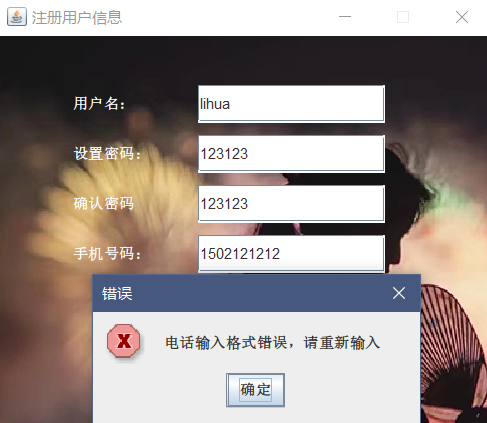 注册用户信息
用户名： lihua
设置密码： 123123
确认密码 123123
手机号码： 1502121212
错误
电话输入格式错误，请重新输入
确定